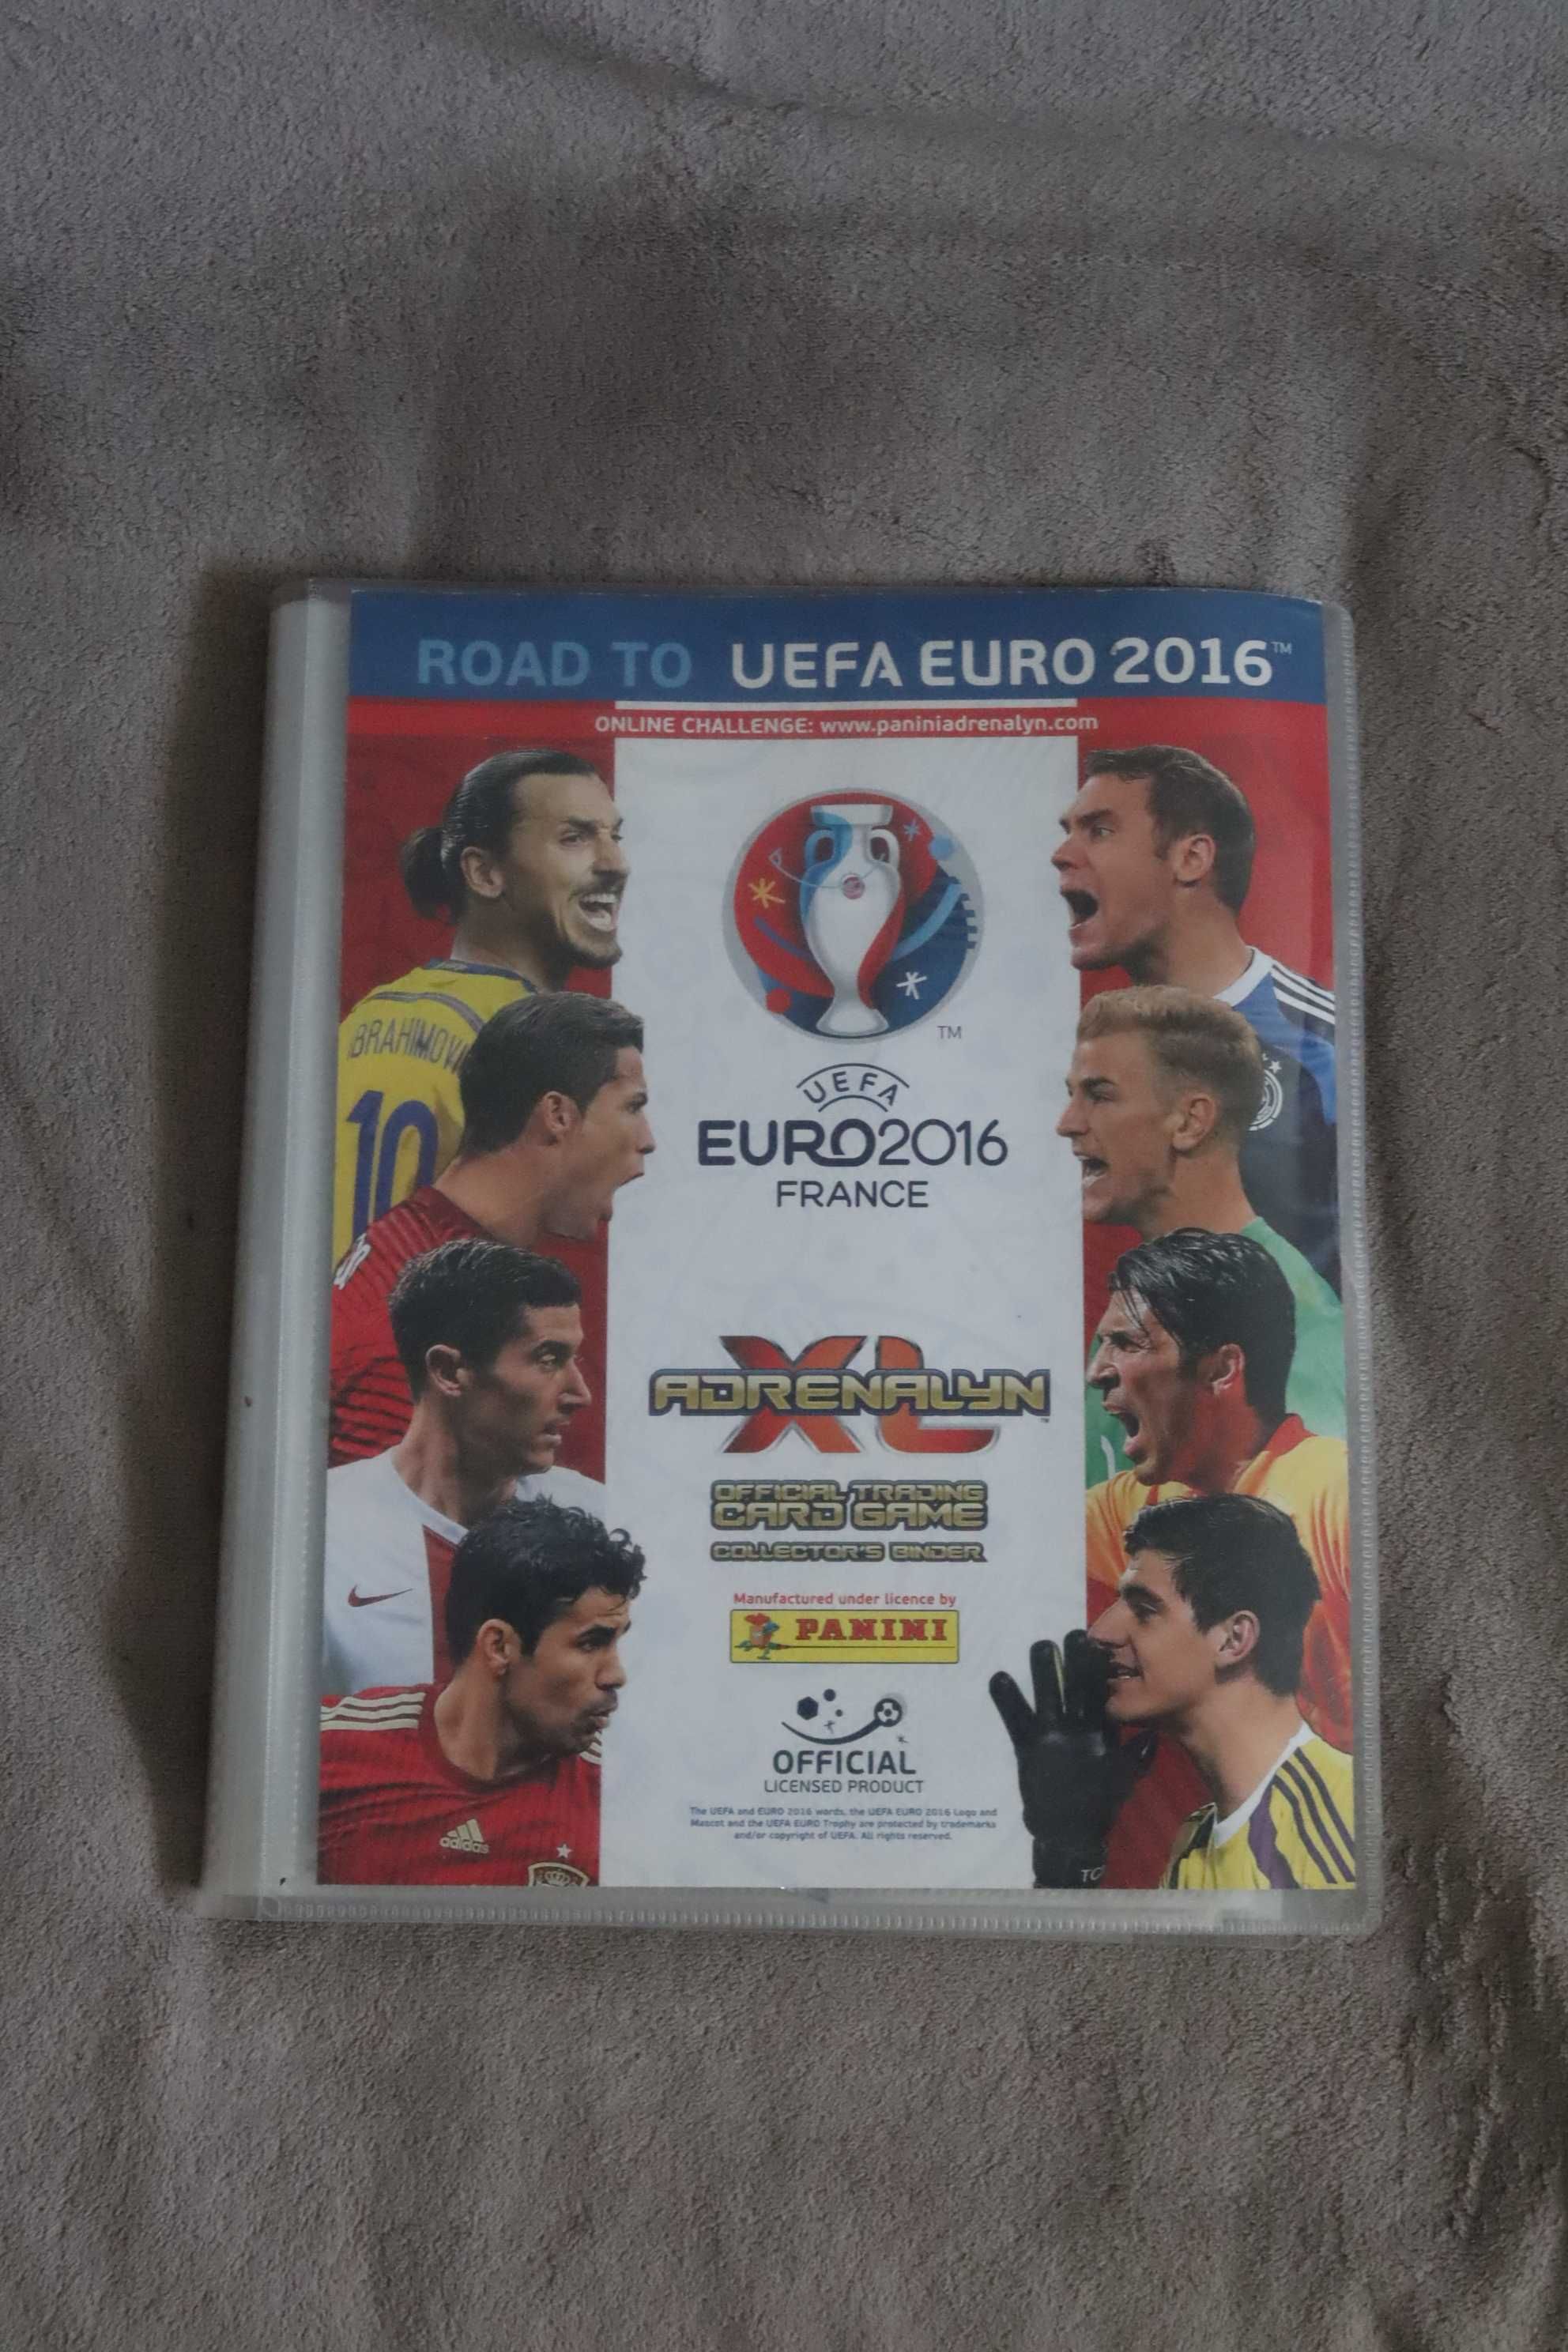 ROAD TO UEFA EURO 2016™
ONLINE CHALLENGE: www.paniniadrenalyn.com
TM
IBRAHIMOV
10
UEFA
EURO2016
FRANCE
ADRENALYN™
XL
OFFICIAL TRADING
CARD GAME
COLLECTOR'S BINDER
Manufactured under licence by
PANINI
OFFICIAL
LICENSED PRODUCT
The UEFA and EURO 2016 words, the UEFA EURO 2016 Logo and
Mascot and the UEFA EURO Trophy are protected by trademarks
and/or copyright of UEFA. All rights reserved.
adidas
TC